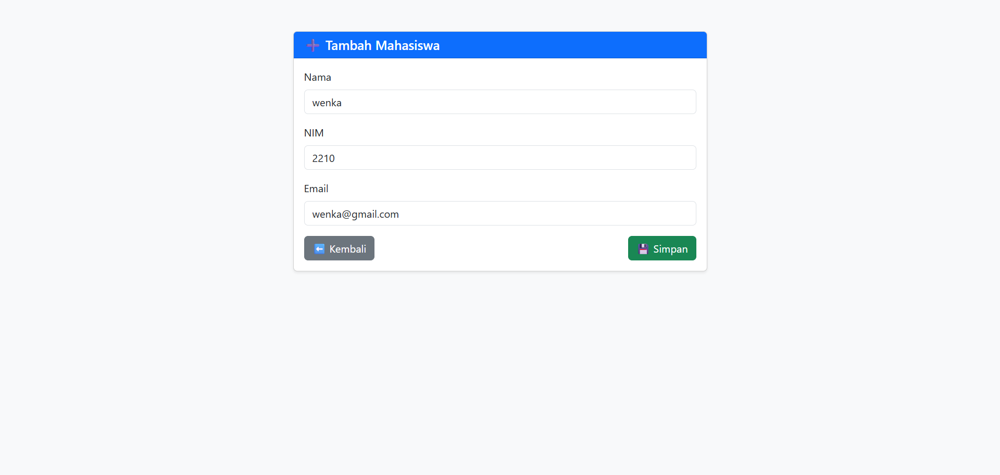 ➕ Tambah Mahasiswa
Nama
wenka
NIM
2210
Email
wenka@gmail.com
⬅️ Kembali
💾 Simpan